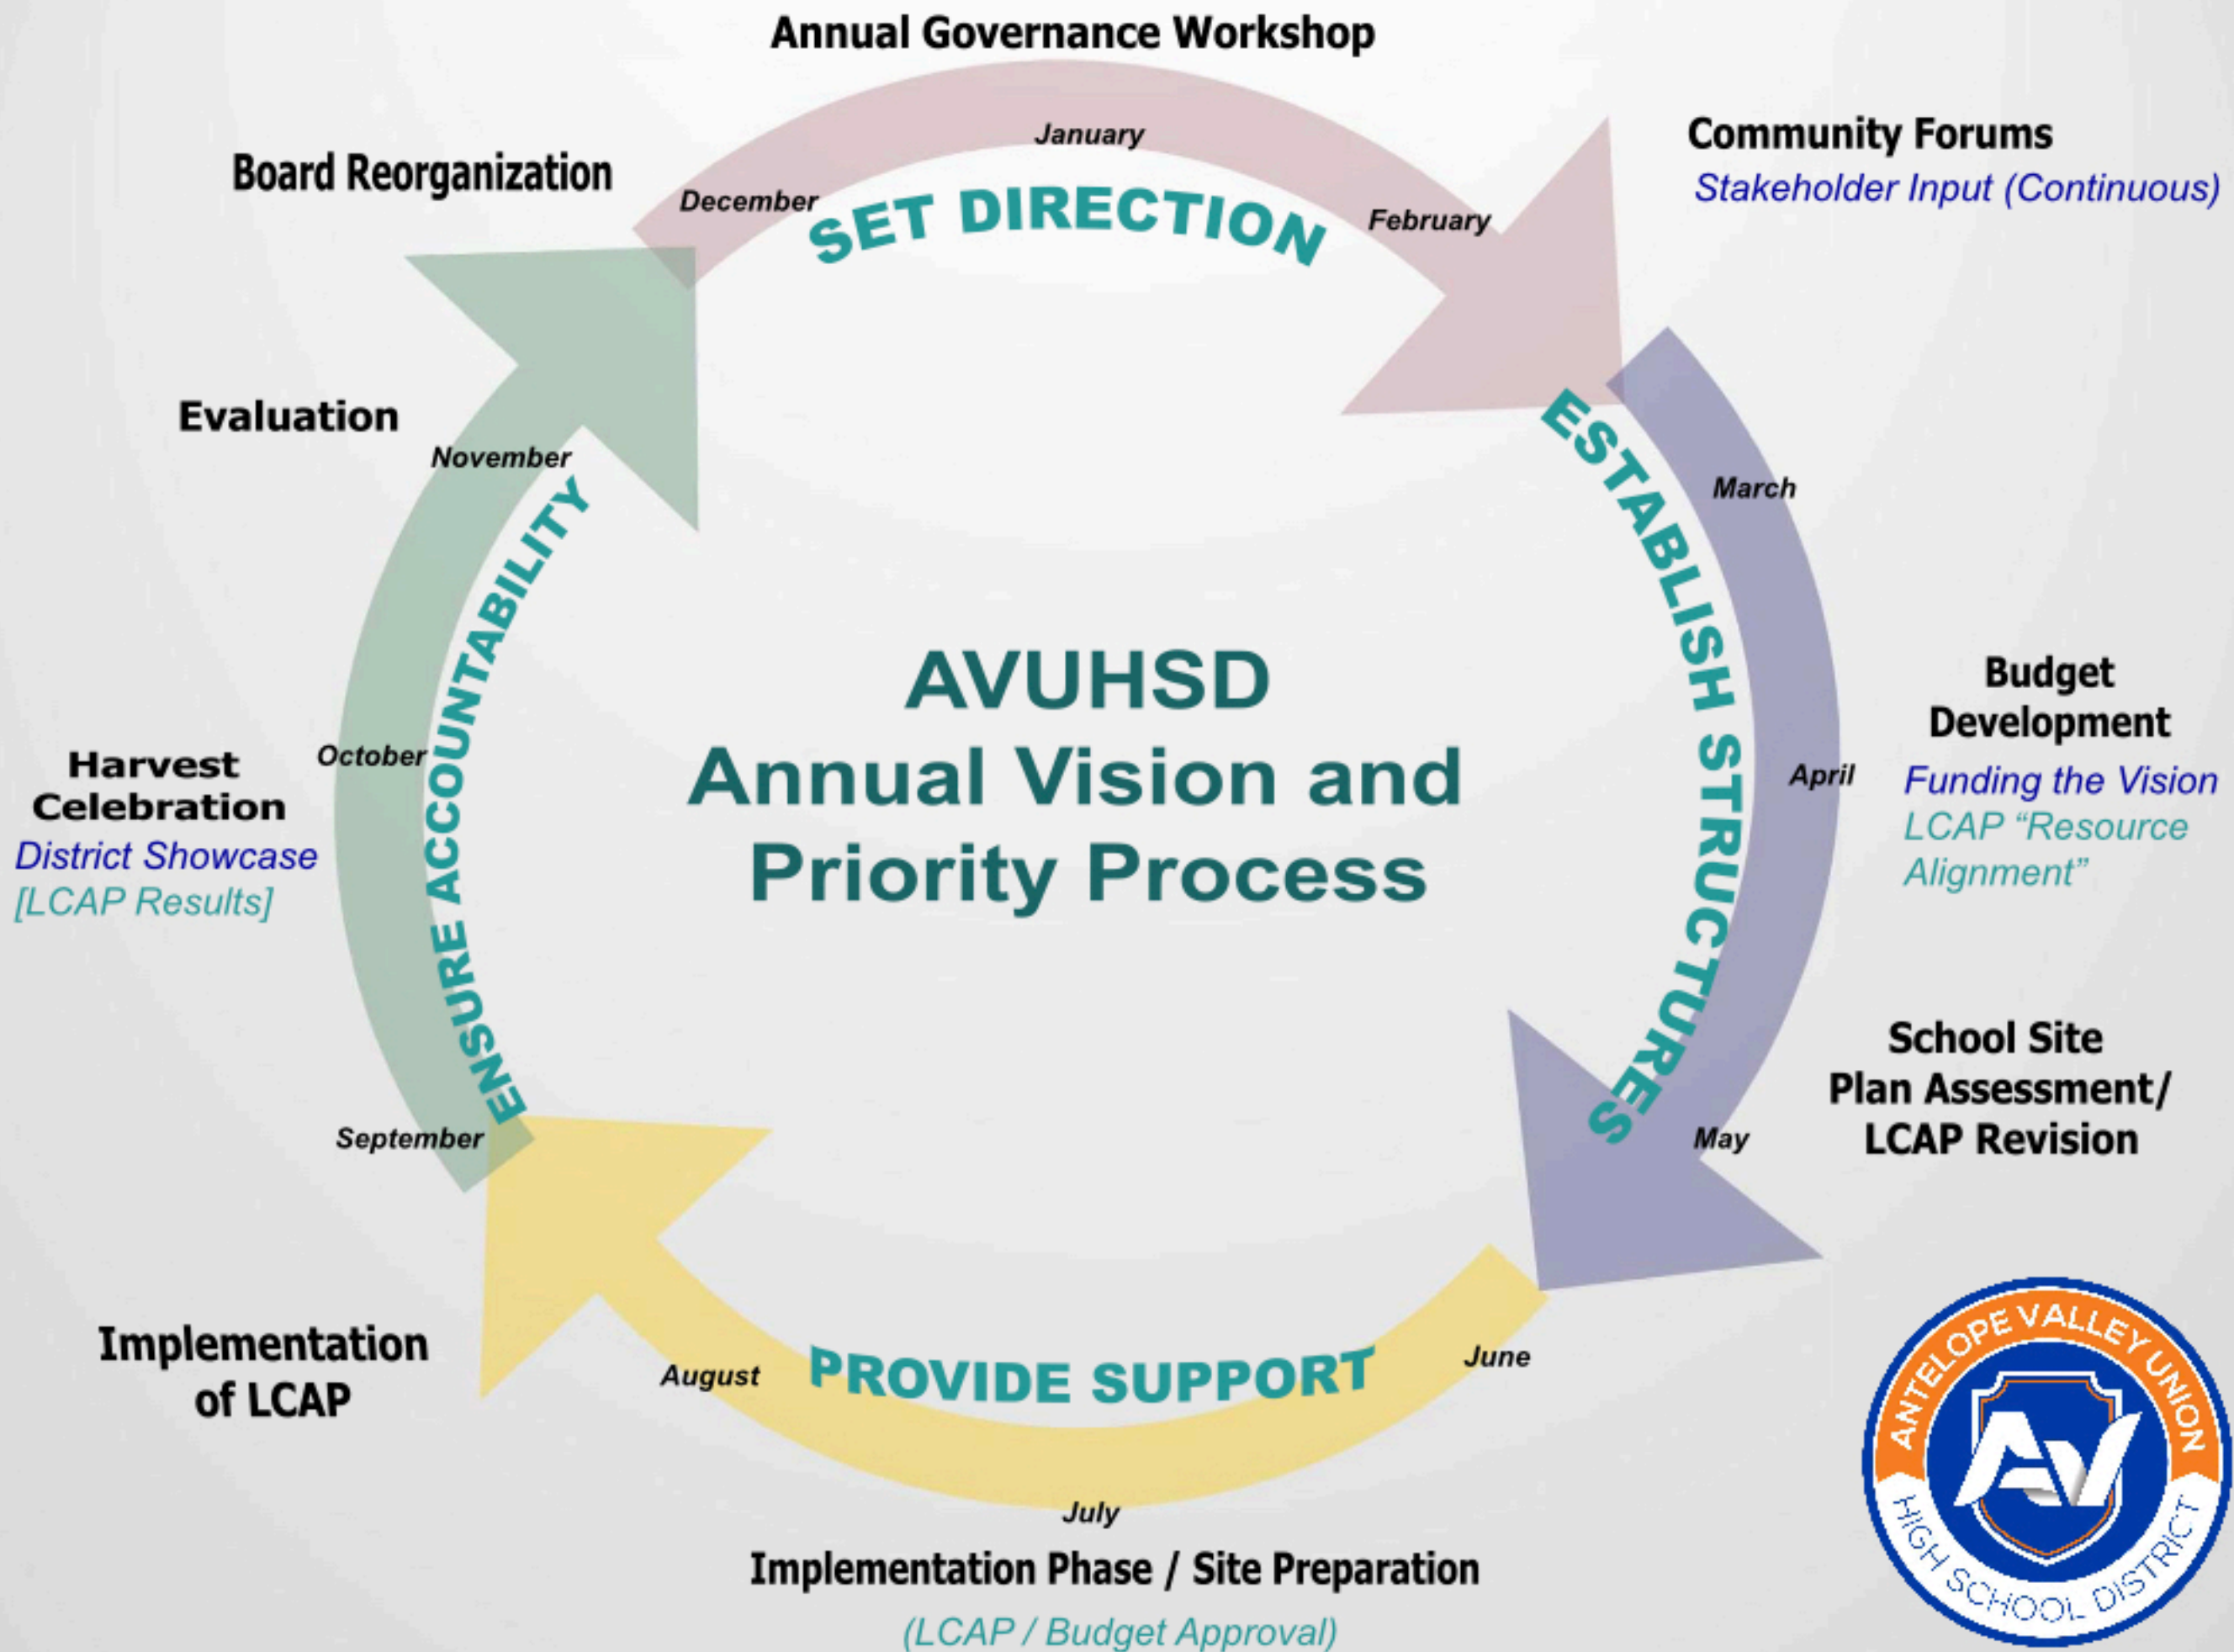 Annual Governance Workshop
January
Community Forums
Stakeholder Input (Continuous)
Board Reorganization
December
SET DIRECTION
February
Evaluation
November
ESTABLISH STRUCTURES
March
ENSURE ACCOUNTABILITY
AVUHSD
Annual Vision and
Priority Process
Budget
Development
Funding the Vision
LCAP “Resource
Alignment”
April
Harvest
Celebration
District Showcase
[LCAP Results]
October
School Site
Plan Assessment/
LCAP Revision
May
September
Implementation
of LCAP
August
PROVIDE SUPPORT
June
July
Implementation Phase / Site Preparation
(LCAP / Budget Approval)
ANTELOPE VALLEY UNION
AV
HIGH SCHOOL DISTRICT